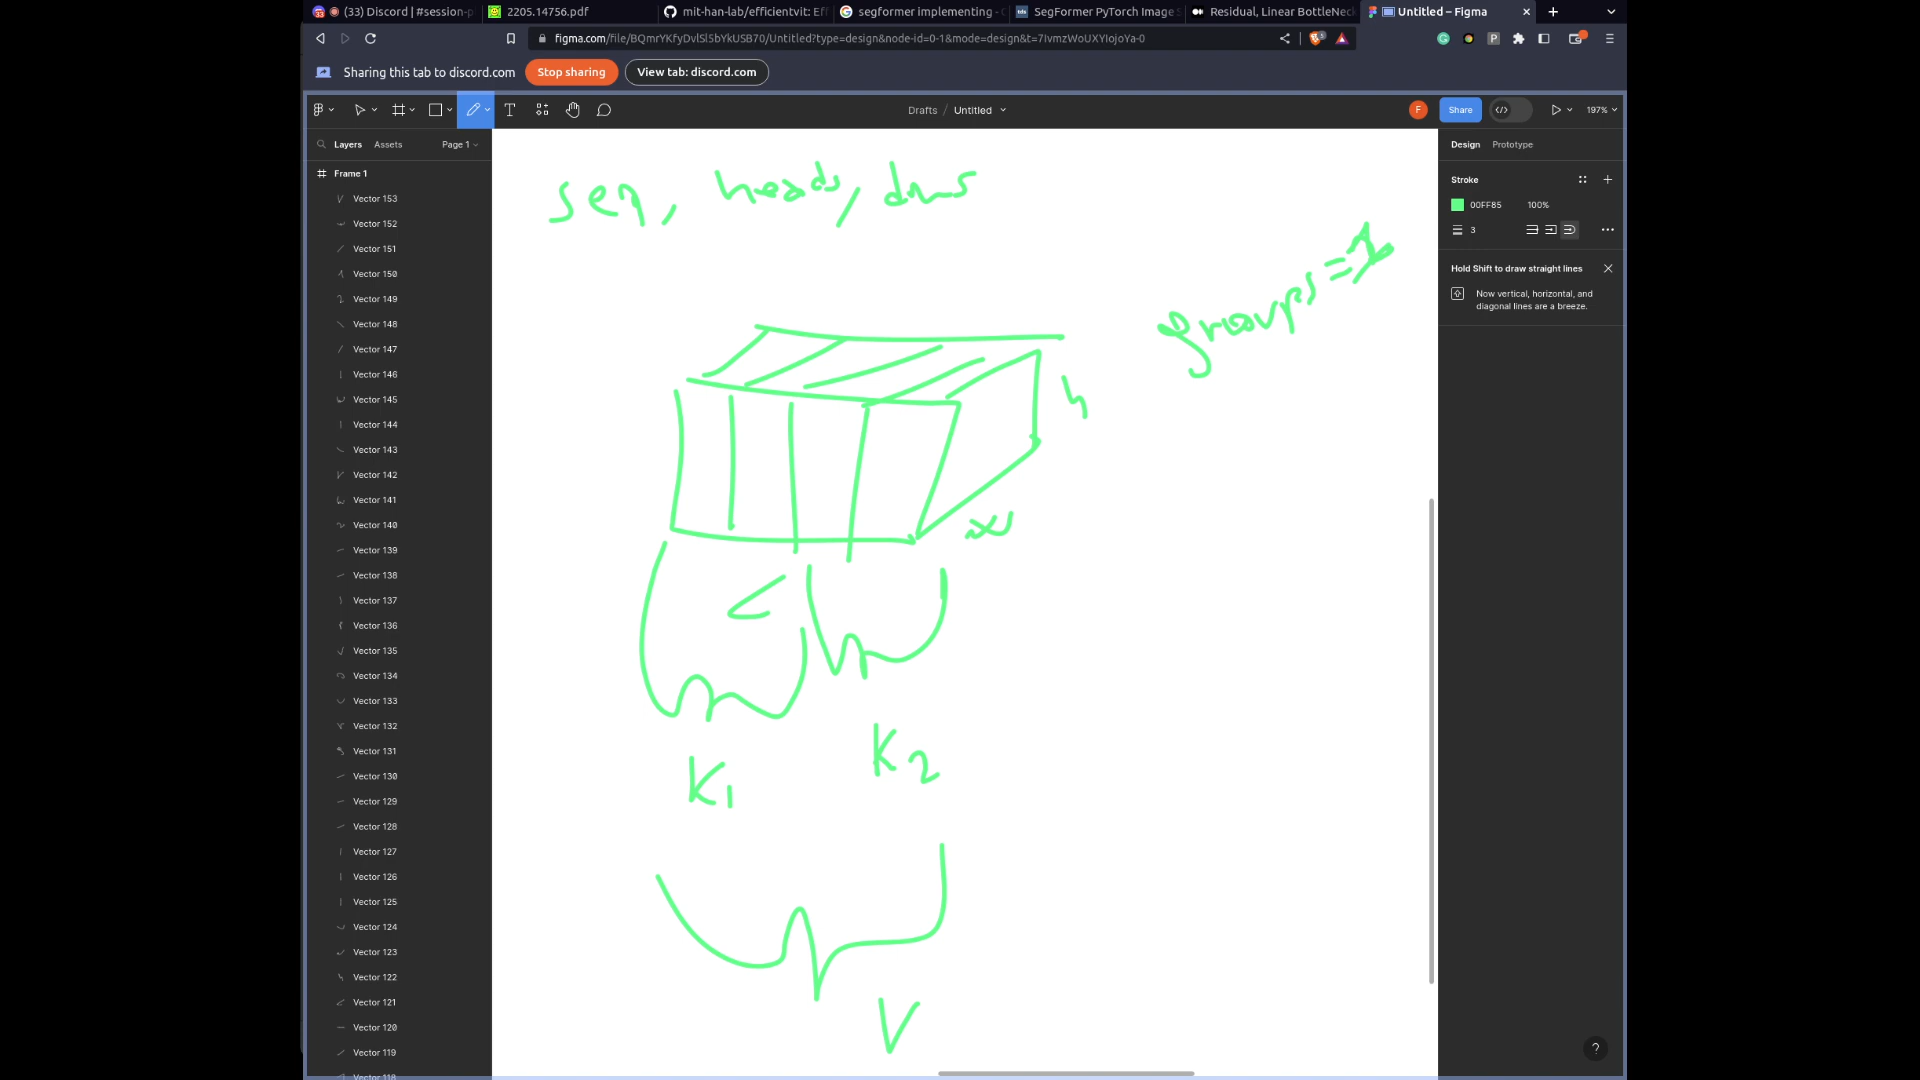 (33) Discord | #session-p
2205.14756.pdf
mit-han-lab/efficientvit: Eff
segformer implementing - G
SegFormer PyTorch Image S
Residual, Linear BottleNeck
Untitled – Figma
figma.com/file/BQmrYKfyDvlSl5bYkUSB70/Untitled?type=design&node-id=0-1&mode=design&t=7IvmzWoUXYIojoYa-0
Sharing this tab to discord.com
Stop sharing
View tab: discord.com
Drafts / Untitled
F
Share
197%
Layers
Assets
Page 1
Frame 1
Vector 153
Vector 152
Vector 151
Vector 150
Vector 149
Vector 148
Vector 147
Vector 146
Vector 145
Vector 144
Vector 143
Vector 142
Vector 141
Vector 140
Vector 139
Vector 138
Vector 137
Vector 136
Vector 135
Vector 134
Vector 133
Vector 132
Vector 131
Vector 130
Vector 129
Vector 128
Vector 127
Vector 126
Vector 125
Vector 124
Vector 123
Vector 122
Vector 121
Vector 120
Vector 119
Vector 118
seq, heads, dms
groups =
h
w
K1
K2
V
Design
Prototype
Stroke
00FF85
100%
3
Hold Shift to draw straight lines
Now vertical, horizontal, and
diagonal lines are a breeze.
?